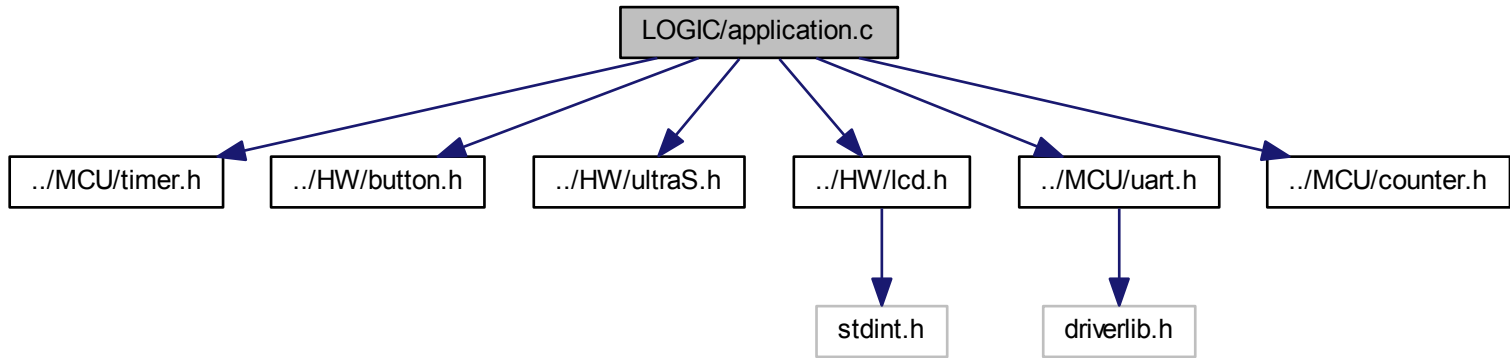 LOGIC/application.c
../MCU/timer.h
../HW/button.h
../HW/ultraS.h
../HW/lcd.h
../MCU/uart.h
../MCU/counter.h
stdint.h
driverlib.h